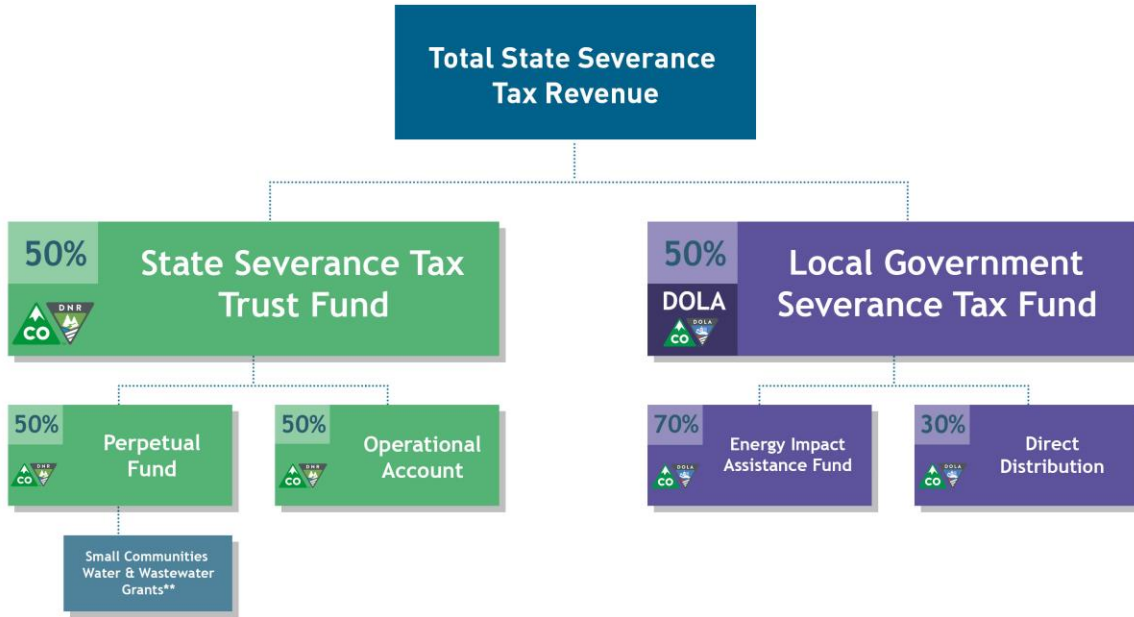 Total State Severance
Tax Revenue
50%
State Severance Tax
Trust Fund
CO
DNR
50%
DOLA
CO
DOLA
Local Government
Severance Tax Fund
50%
Perpetual
Fund
CO
DNR
50%
Operational
Account
CO
DNR
70%
Energy Impact
Assistance Fund
CO
DOLA
30%
Direct
Distribution
CO
DOLA
Small Communities
Water & Wastewater
Grants**